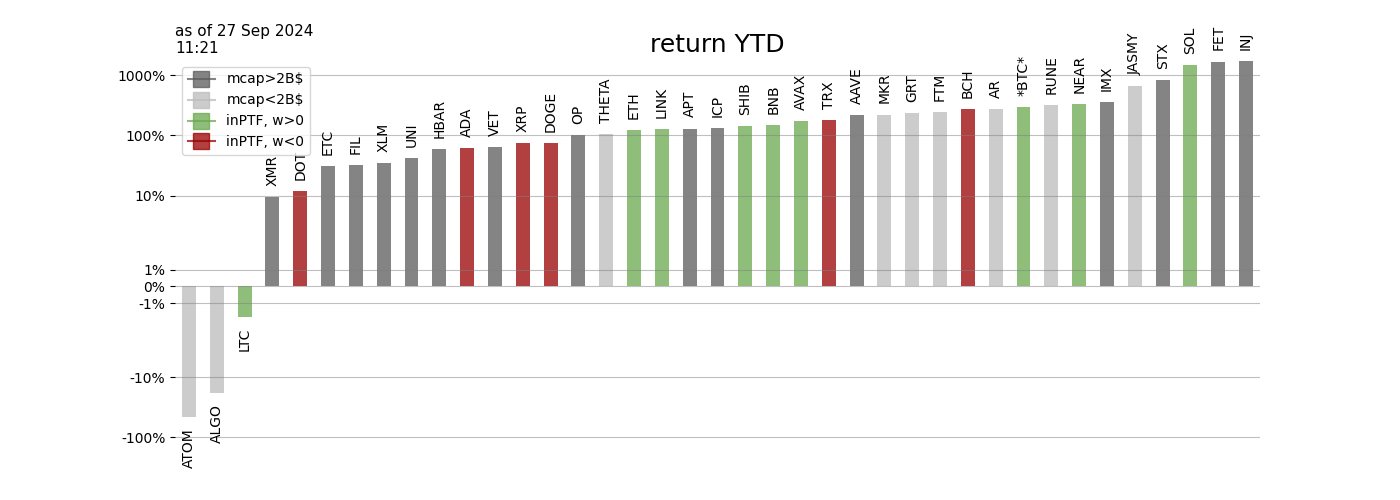 as of 27 Sep 2024
11:21
return YTD
mcap>2B$
mcap<2B$
inPTF, w>0
inPTF, w<0
1000%
100%
10%
1%
0%
-1%
-10%
-100%
ATOM
ALGO
LTC
XMR
DOT
ETC
FIL
XLM
UNI
HBAR
ADA
VET
XRP
DOGE
OP
THETA
ETH
LINK
APT
ICP
SHIB
BNB
AVAX
TRX
AAVE
MKR
GRT
FTM
BCH
AR
*BTC*
RUNE
NEAR
IMX
JASMY
STX
SOL
FET
INJ